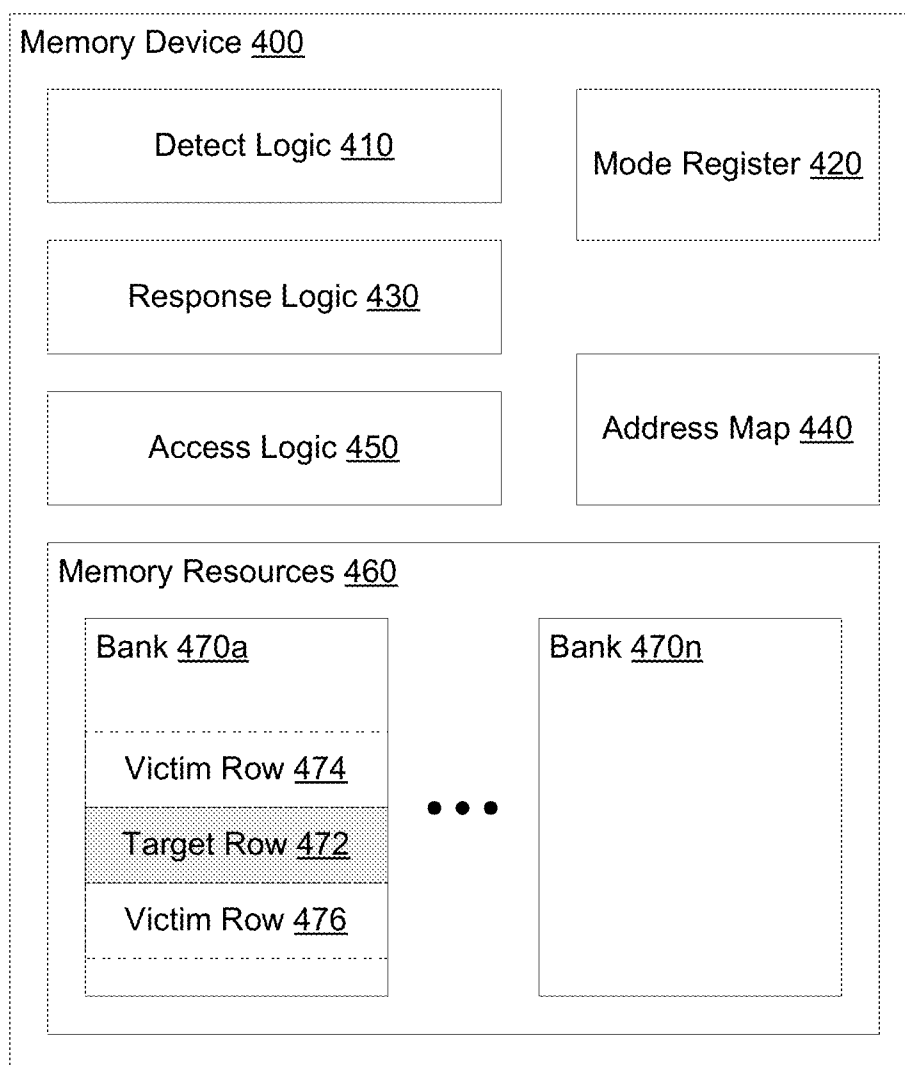 Memory Device 400
Detect Logic 410
Mode Register 420
Response Logic 430
Address Map 440
Access Logic 450
Memory Resources 460
Bank 470a
Bank 470n
Victim Row 474
Target Row 472
Victim Row 476